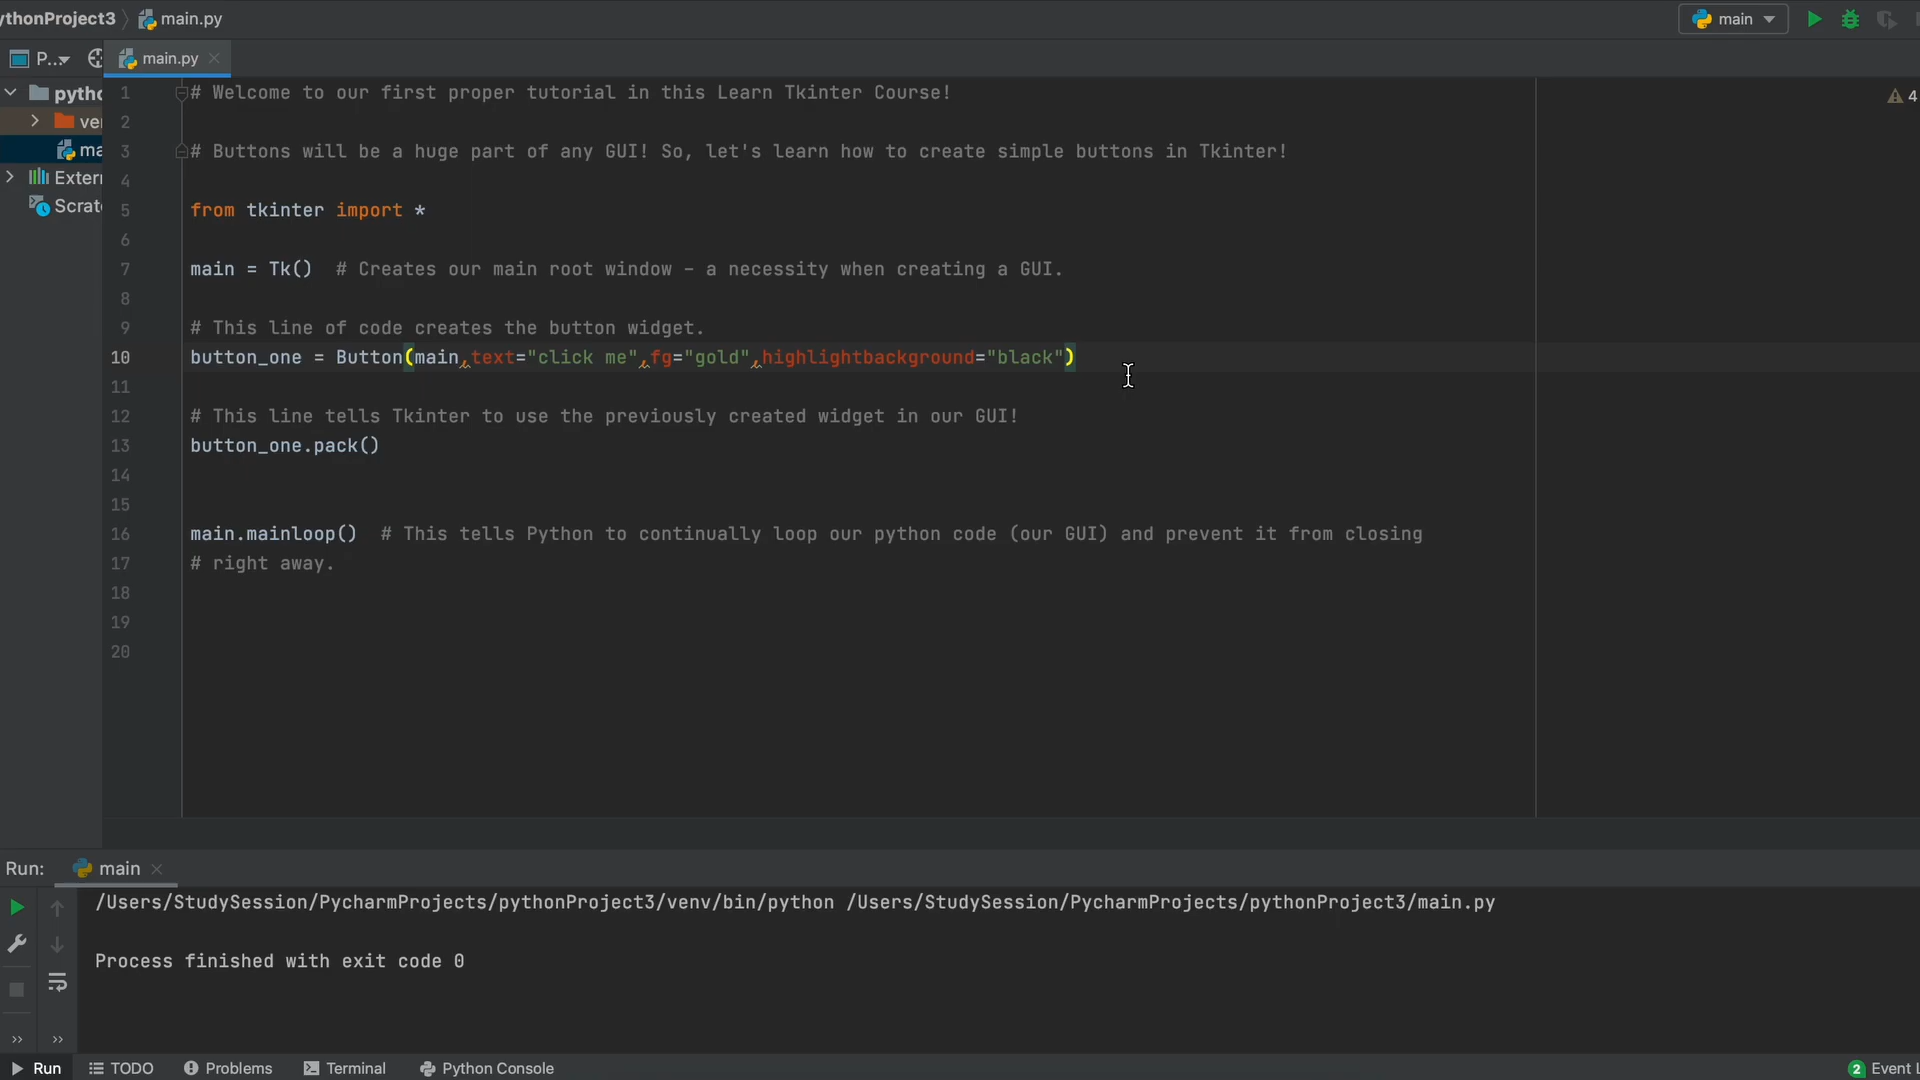 ythonProject3 main.py main
P... main.py
pytho
1 # Welcome to our first proper tutorial in this Learn Tkinter Course! 4
ve
2
ma
3 # Buttons will be a huge part of any GUI! So, let's learn how to create simple buttons in Tkinter!
Exter
4
Scrat
5 from tkinter import *
6
7 main = Tk()  # Creates our main root window - a necessity when creating a GUI.
8
9 # This line of code creates the button widget.
10 button_one = Button(main,text="click me",fg="gold",highlightbackground="black")
11
12 # This line tells Tkinter to use the previously created widget in our GUI!
13 button_one.pack()
14
15
16 main.mainloop()  # This tells Python to continually loop our python code (our GUI) and prevent it from closing
17 # right away.
18
19
20
Run: main
/Users/StudySession/PycharmProjects/pythonProject3/venv/bin/python /Users/StudySession/PycharmProjects/pythonProject3/main.py
Process finished with exit code 0
Run TODO Problems Terminal Python Console 2 Event L